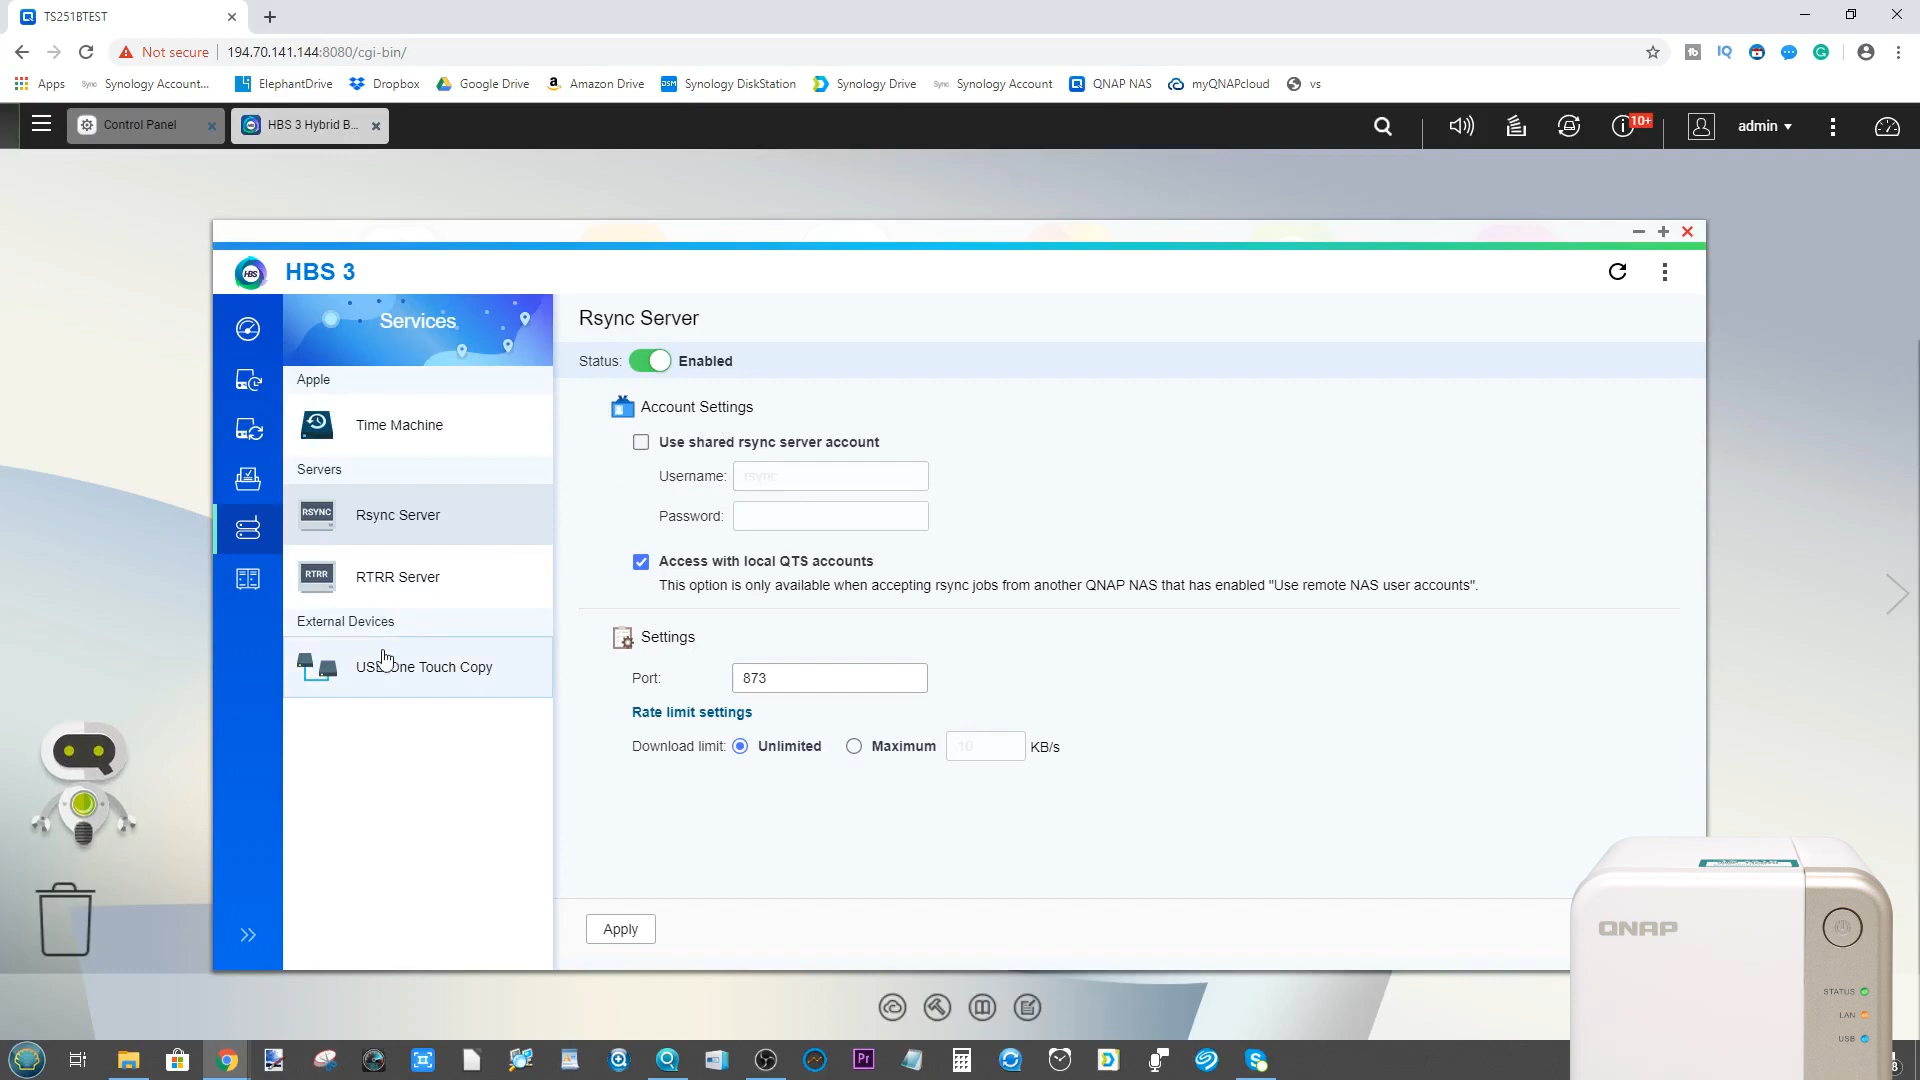 TS251BTEST
Not secure
194.70.141.144:8080/cgi-bin/
Apps
Synology Account...
ElephantDrive
Dropbox
Google Drive
Amazon Drive
Synology DiskStation
Synology Drive
Synology Account
QNAP NAS
myQNAPcloud
vs
Control Panel
HBS 3 Hybrid B...
10+
admin
HBS
HBS 3
Services
Rsync Server
Status:
Enabled
Apple
Account Settings
Time Machine
Use shared rsync server account
Servers
Username:
rsync
RSYNC
Rsync Server
Password:
Access with local QTS accounts
RTRR
RTRR Server
This option is only available when accepting rsync jobs from another QNAP NAS that has enabled "Use remote NAS user accounts".
External Devices
Settings
USB One Touch Copy
Port:
873
Rate limit settings
Download limit:
Unlimited
Maximum
10
KB/s
Apply
QNAP
STATUS
LAN
USB
Pr